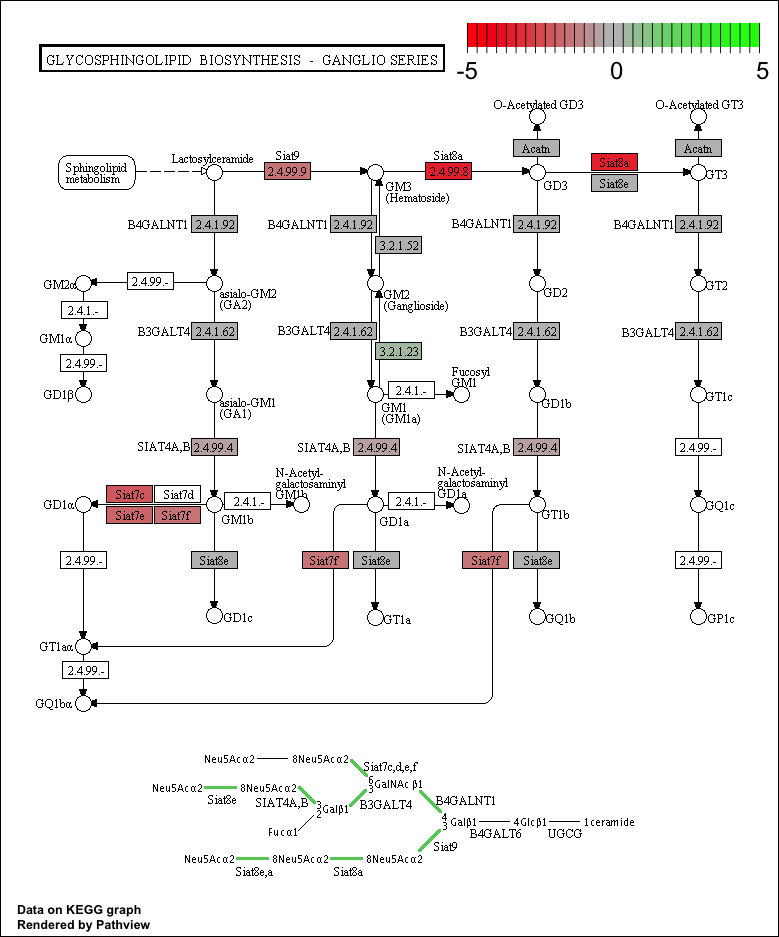 GLYCOSPHINGOLIPID BIOSYNTHESIS - GANGLIO SERIES
-5 0 5
O-Acetylated GD3 O-Acetylated GT3
Acatn Acatn
Sphingolipid
metabolism
Lactosylceramide
Siat9
2.4.99.9
Siat8a
2.4.99.8
Siat8a
Siat8e
GM3
(Hematoside)
GD3
GT3
B4GALNT1 2.4.1.92 B4GALNT1 2.4.1.92 B4GALNT1 2.4.1.92 B4GALNT1 2.4.1.92
3.2.1.52
GM2α 2.4.99.-
asialo-GM2
(GA2)
GM2
(Ganglioside)
GD2
GT2
2.4.1.-
GM1α
B3GALT4 2.4.1.62 B3GALT4 2.4.1.62 B3GALT4 2.4.1.62 B3GALT4 2.4.1.62
3.2.1.23
2.4.99.-
GD1β
asialo-GM1
(GA1)
GM1
(GM1a)
2.4.1.-
Fucosyl
GM1
GD1b
GT1c
SIAT4A,B 2.4.99.4 SIAT4A,B 2.4.99.4 SIAT4A,B 2.4.99.4 2.4.99.-
GD1α
Siat7c Siat7d
Siat7e Siat7f
GM1b
2.4.1.-
N-Acetyl-
galactosaminyl
GM1b
GD1a
2.4.1.-
N-Acetyl-
galactosaminyl
GD1a
GT1b
GQ1c
2.4.99.- Siat8e Siat7f Siat8e Siat7f Siat8e 2.4.99.-
GD1c GT1a GQ1b GP1c
GT1aα
2.4.99.-
GQ1bα
Neu5Acα2 8Neu5Acα2
Siat7c,d,e,f
Neu5Acα2 8Neu5Acα2
6
3 GalNAcβ1
Siat8e SIAT4A,B
3
2 Galβ1
B3GALT4 B4GALNT1
Fucα1
4
3 Galβ1 4Glcβ1 1ceramide
B4GALT6 UGCG
Siat9
Neu5Acα2 8Neu5Acα2 8Neu5Acα2
Siat8e,a Siat8a
Data on KEGG graph
Rendered by Pathview